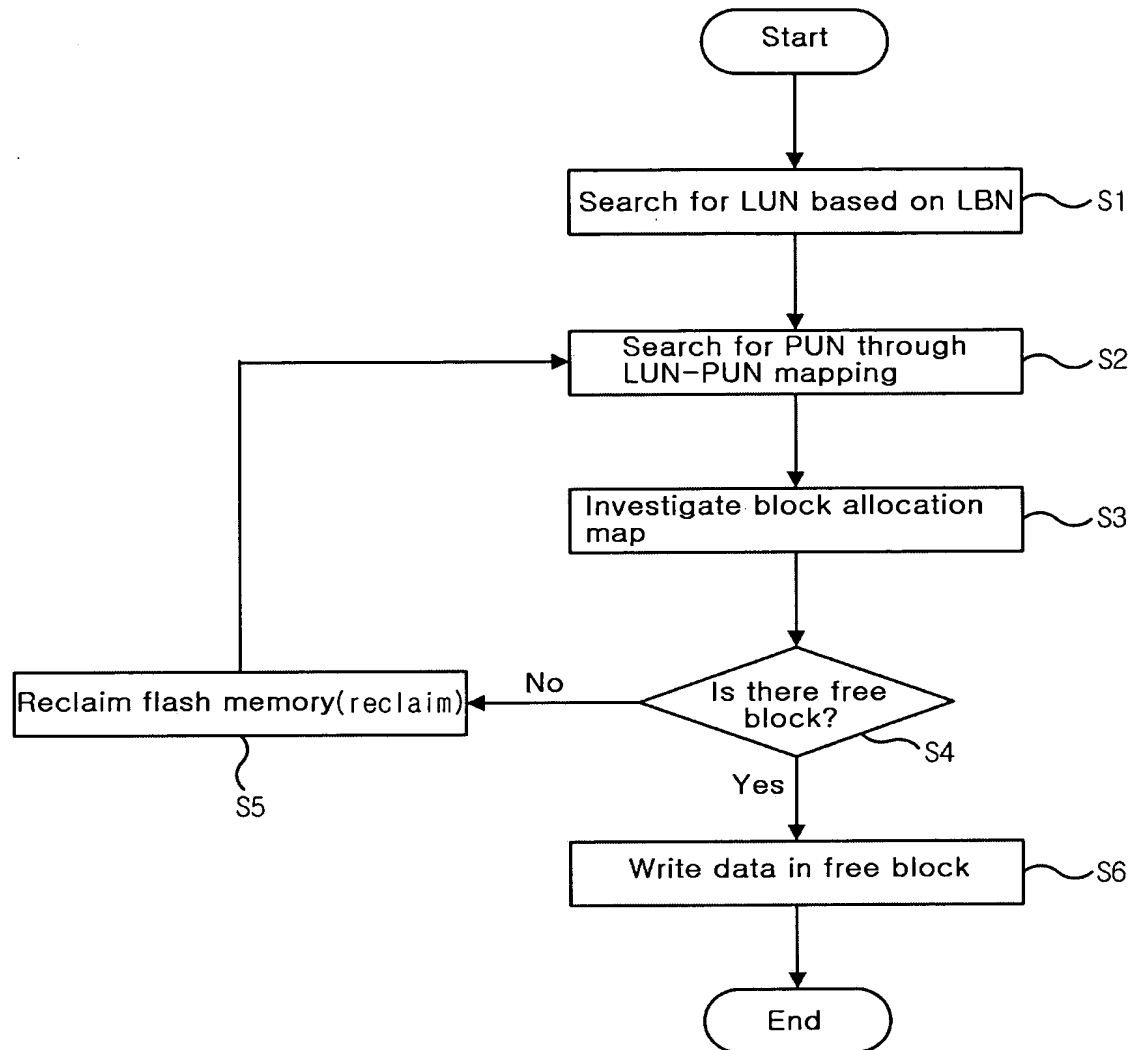 Start
Search for LUN based on LBN
S1
Search for PUN through
LUN-PUN mapping
S2
Investigate block allocation
map
S3
Is there free
block?
S4
No
Reclaim flash memory(reclaim)
S5
Yes
Write data in free block
S6
End